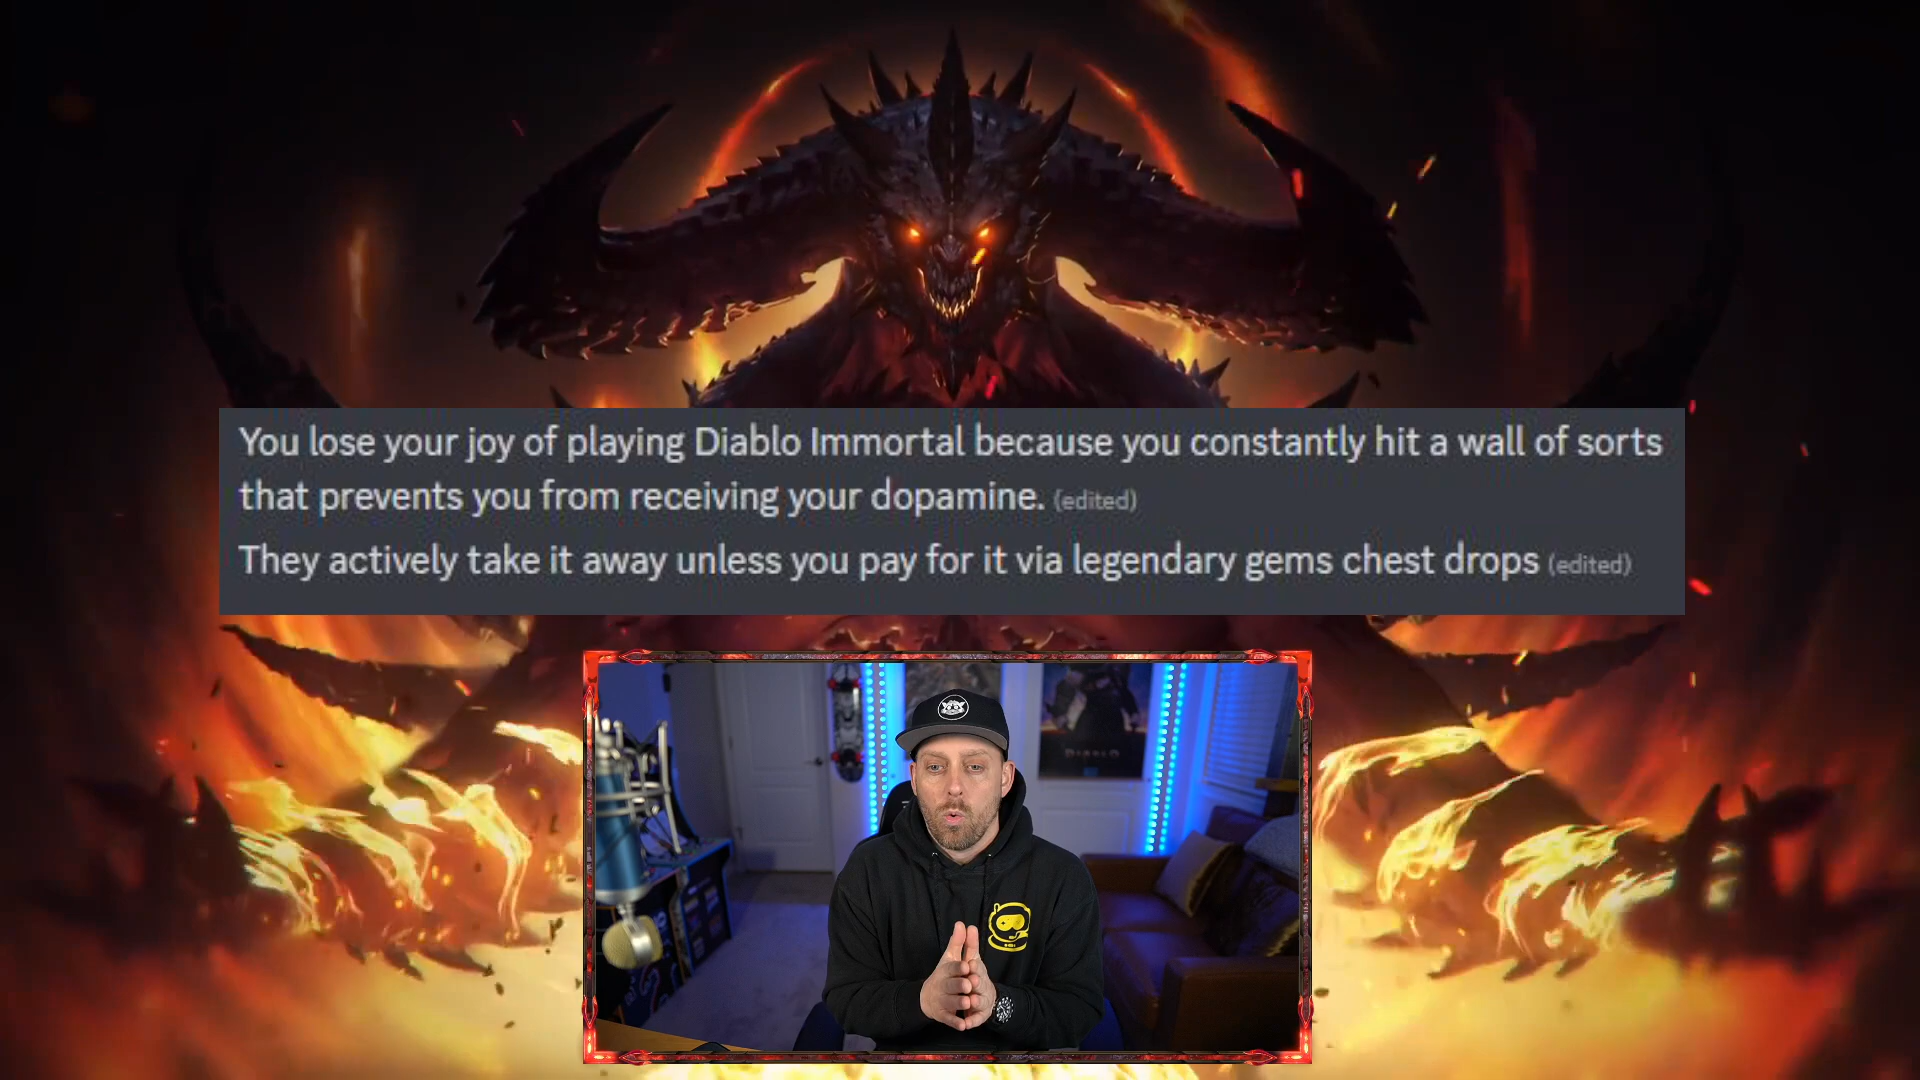 You lose your joy of playing Diablo Immortal because you constantly hit a wall of sorts
that prevents you from receiving your dopamine. (edited)
They actively take it away unless you pay for it via legendary gems chest drops (edited)
DIABLO